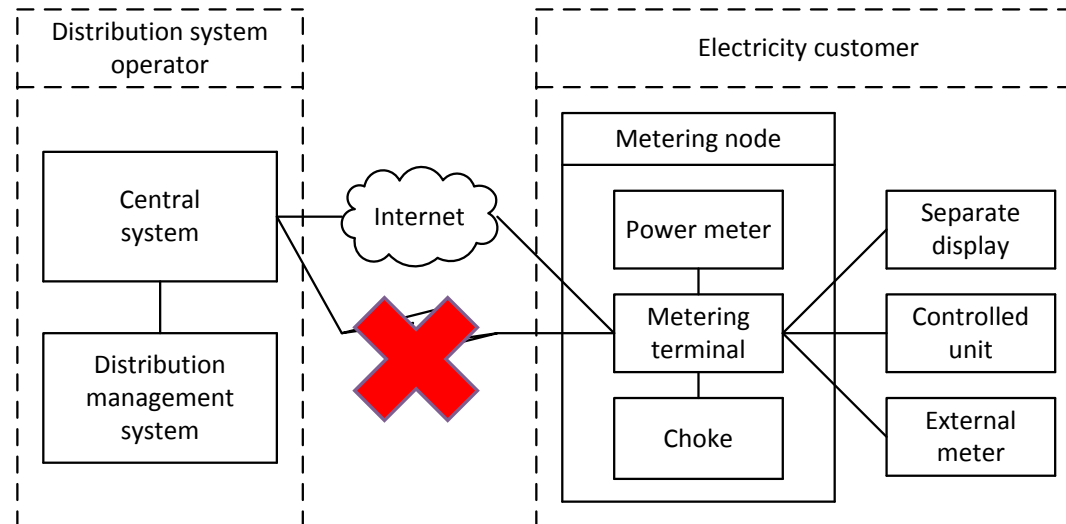 Distribution system
operator
Electricity customer
Metering node
Central
system
Internet
Power meter
Separate
display
Metering
terminal
Controlled
unit
Distribution
management
system
Choke
External
meter